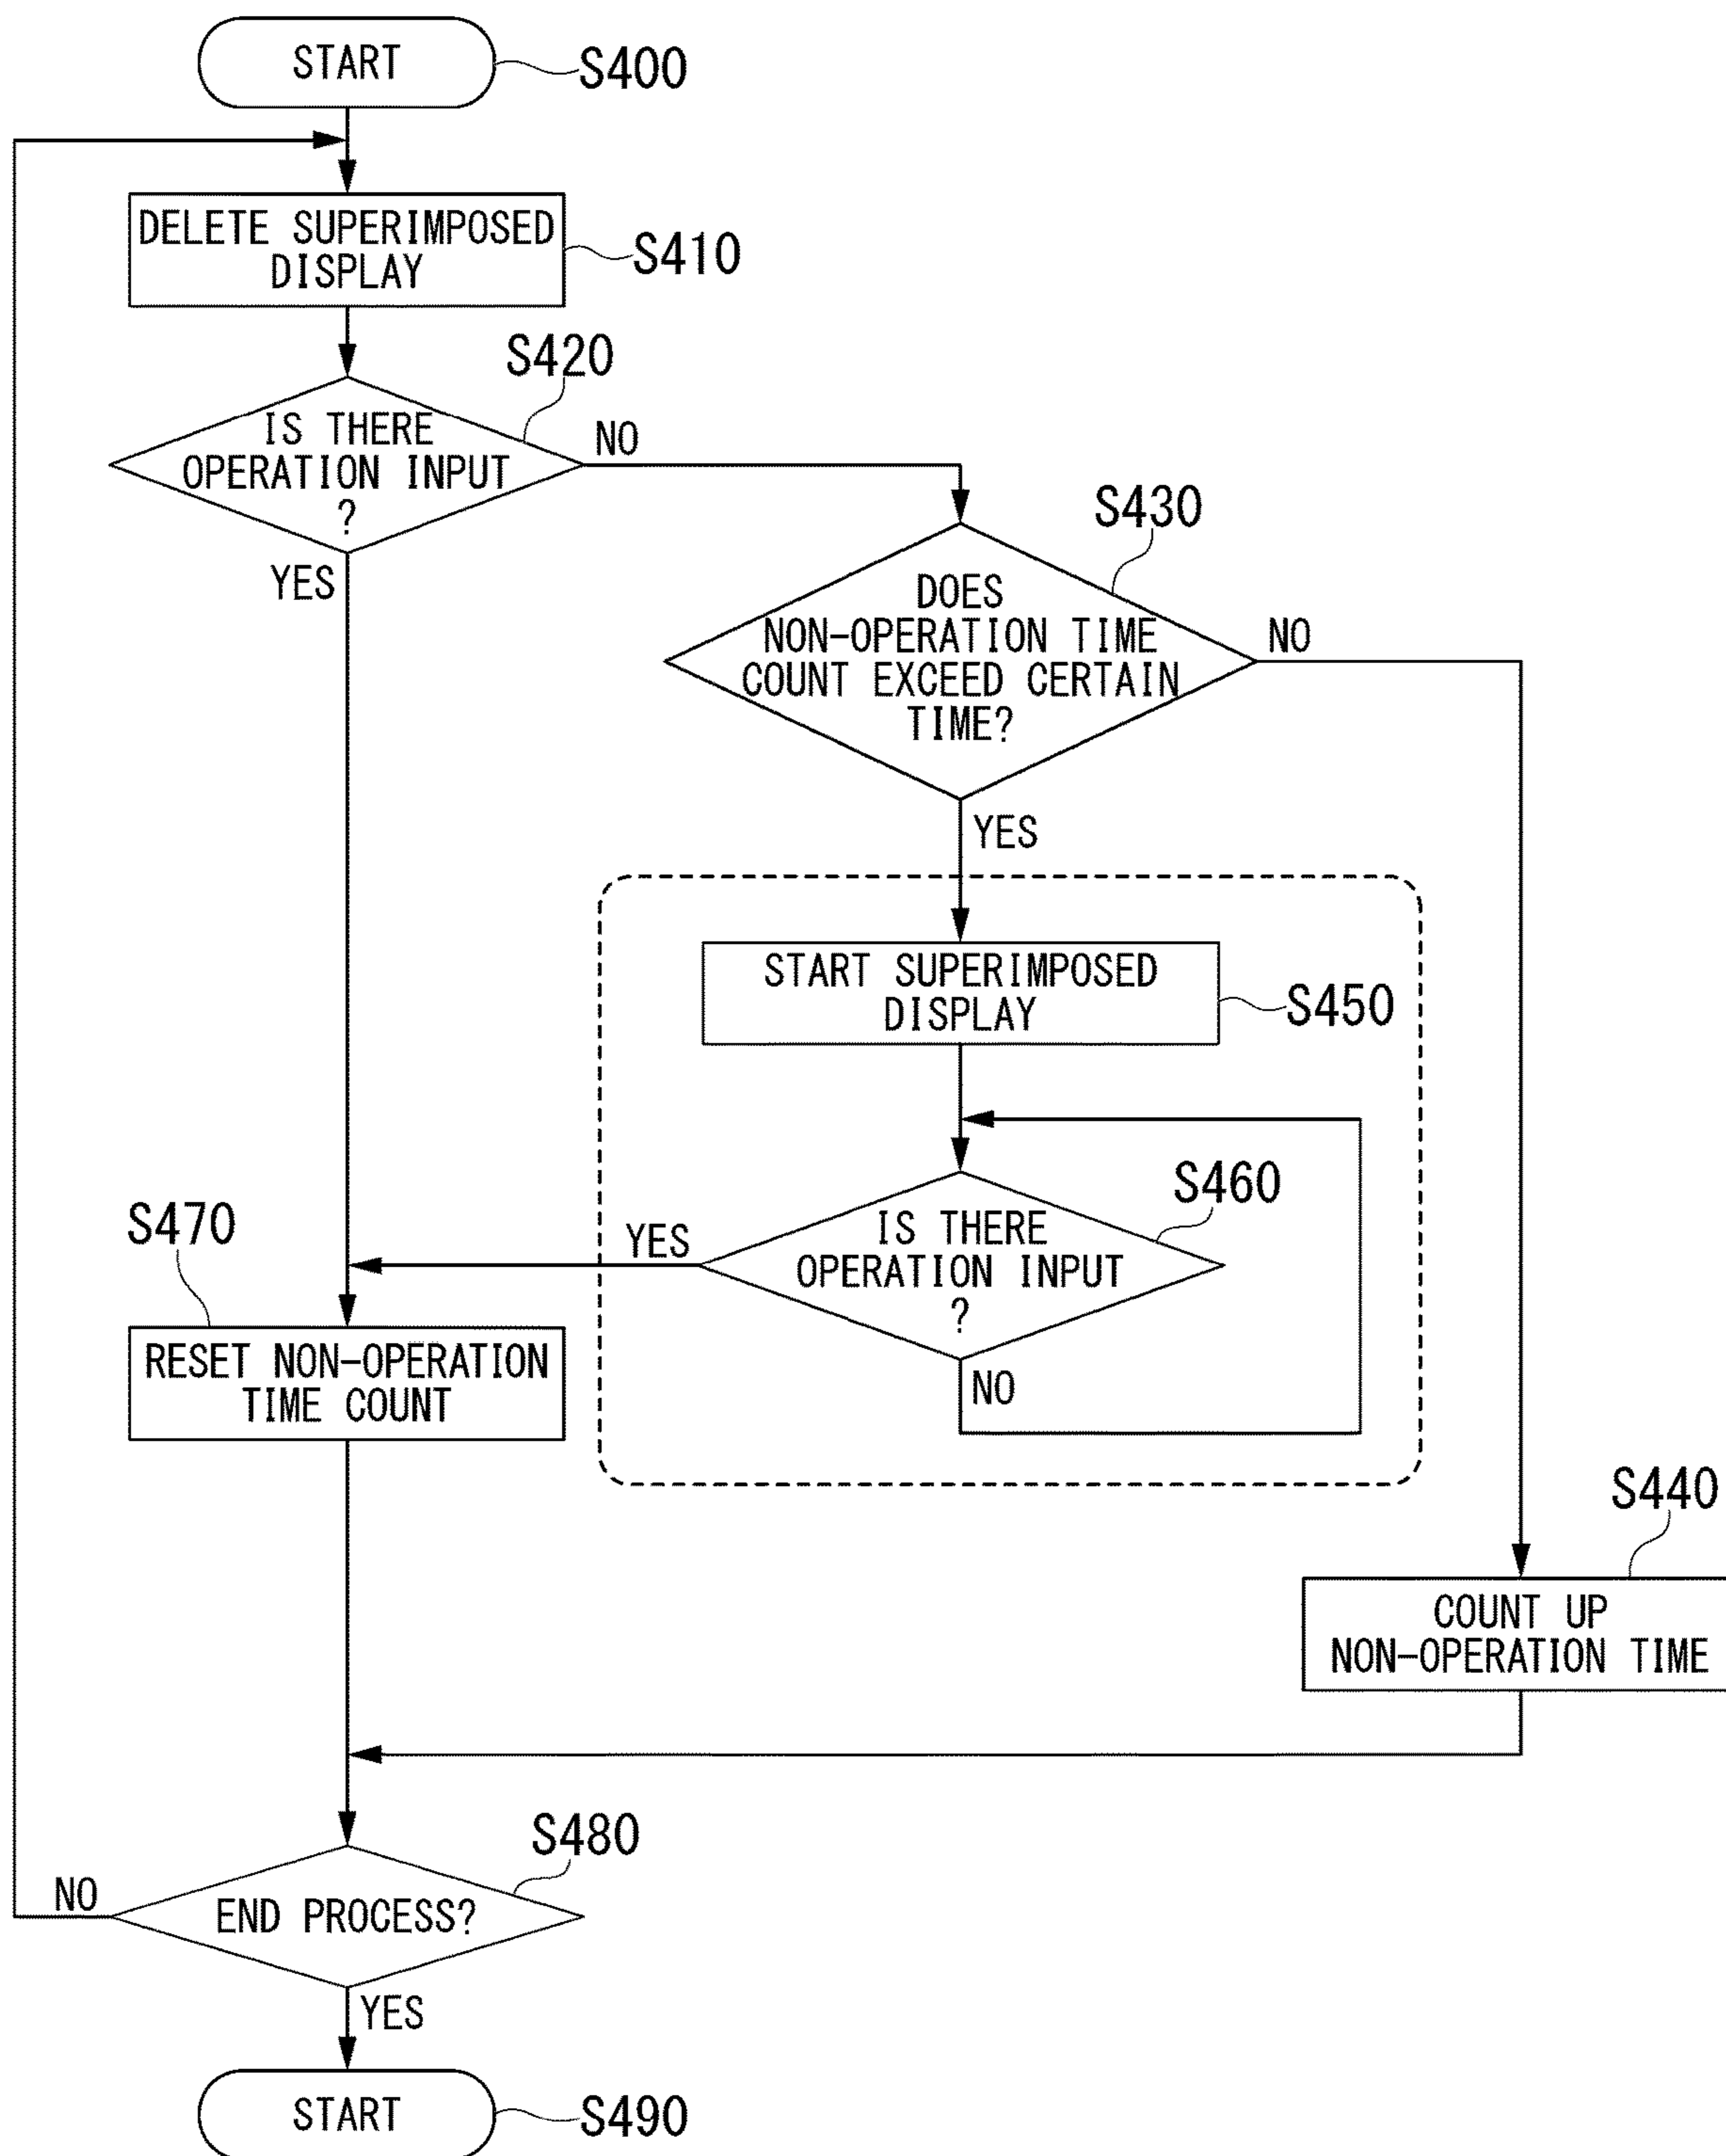 START
S400
DELETE SUPERIMPOSED
DISPLAY
S410
S420
IS THERE
OPERATION INPUT
?
NO
YES
S430
DOES
NON-OPERATION TIME
COUNT EXCEED CERTAIN
TIME?
NO
YES
START SUPERIMPOSED
DISPLAY
S450
S460
IS THERE
OPERATION INPUT
?
YES
NO
S470
RESET NON-OPERATION
TIME COUNT
S440
COUNT UP
NON-OPERATION TIME
S480
END PROCESS?
NO
YES
START
S490